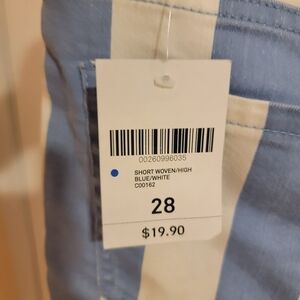 00260996035
SHORT WOVEN/HIGH
BLUE/WHITE
C00162
28
$19.90